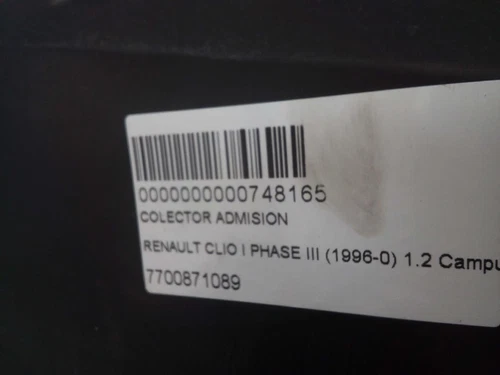 0000000000748165
COLECTOR ADMISION
RENAULT CLIO I PHASE III (1996-0) 1.2 Campu
7700871089